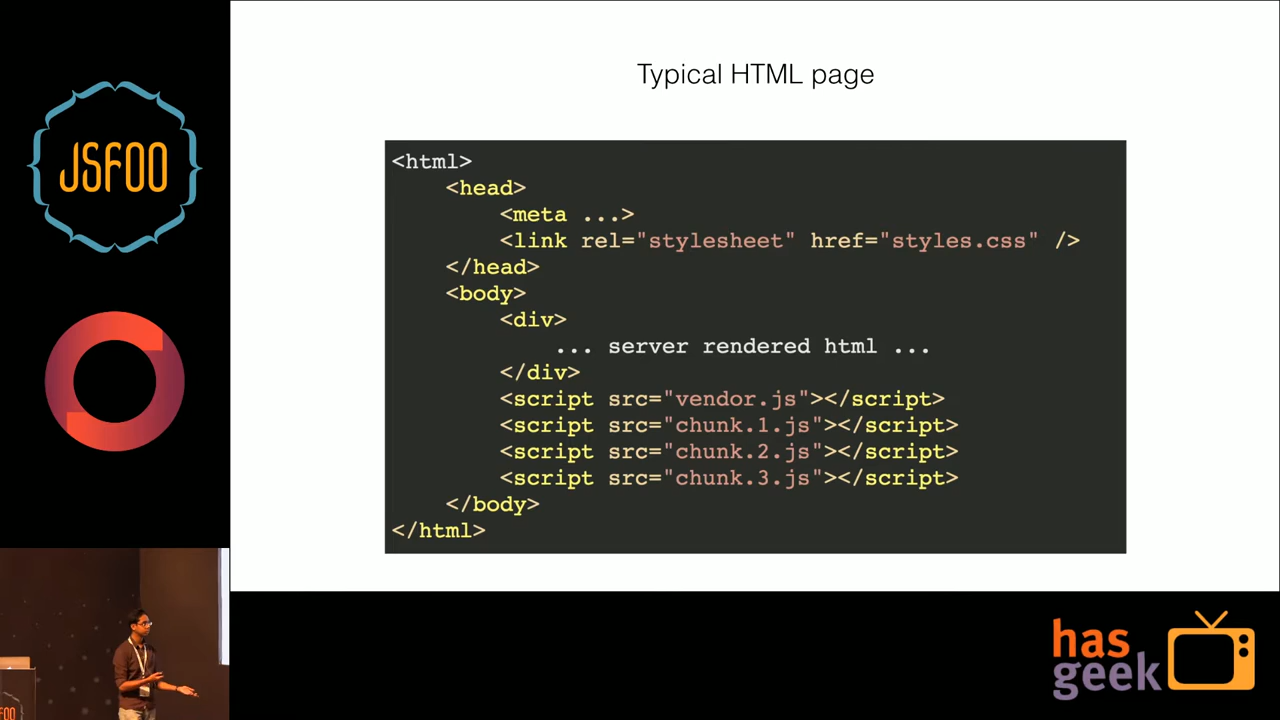 Typical HTML page
JSFOO
<html>
<head>
<meta ...>
<link rel="stylesheet" href="styles.css" />
</head>
<body>
<div>
... server rendered html ...
</div>
<script src="vendor.js"></script>
<script src="chunk.1.js"></script>
<script src="chunk.2.js"></script>
<script src="chunk.3.js"></script>
</body>
</html>
has
geek